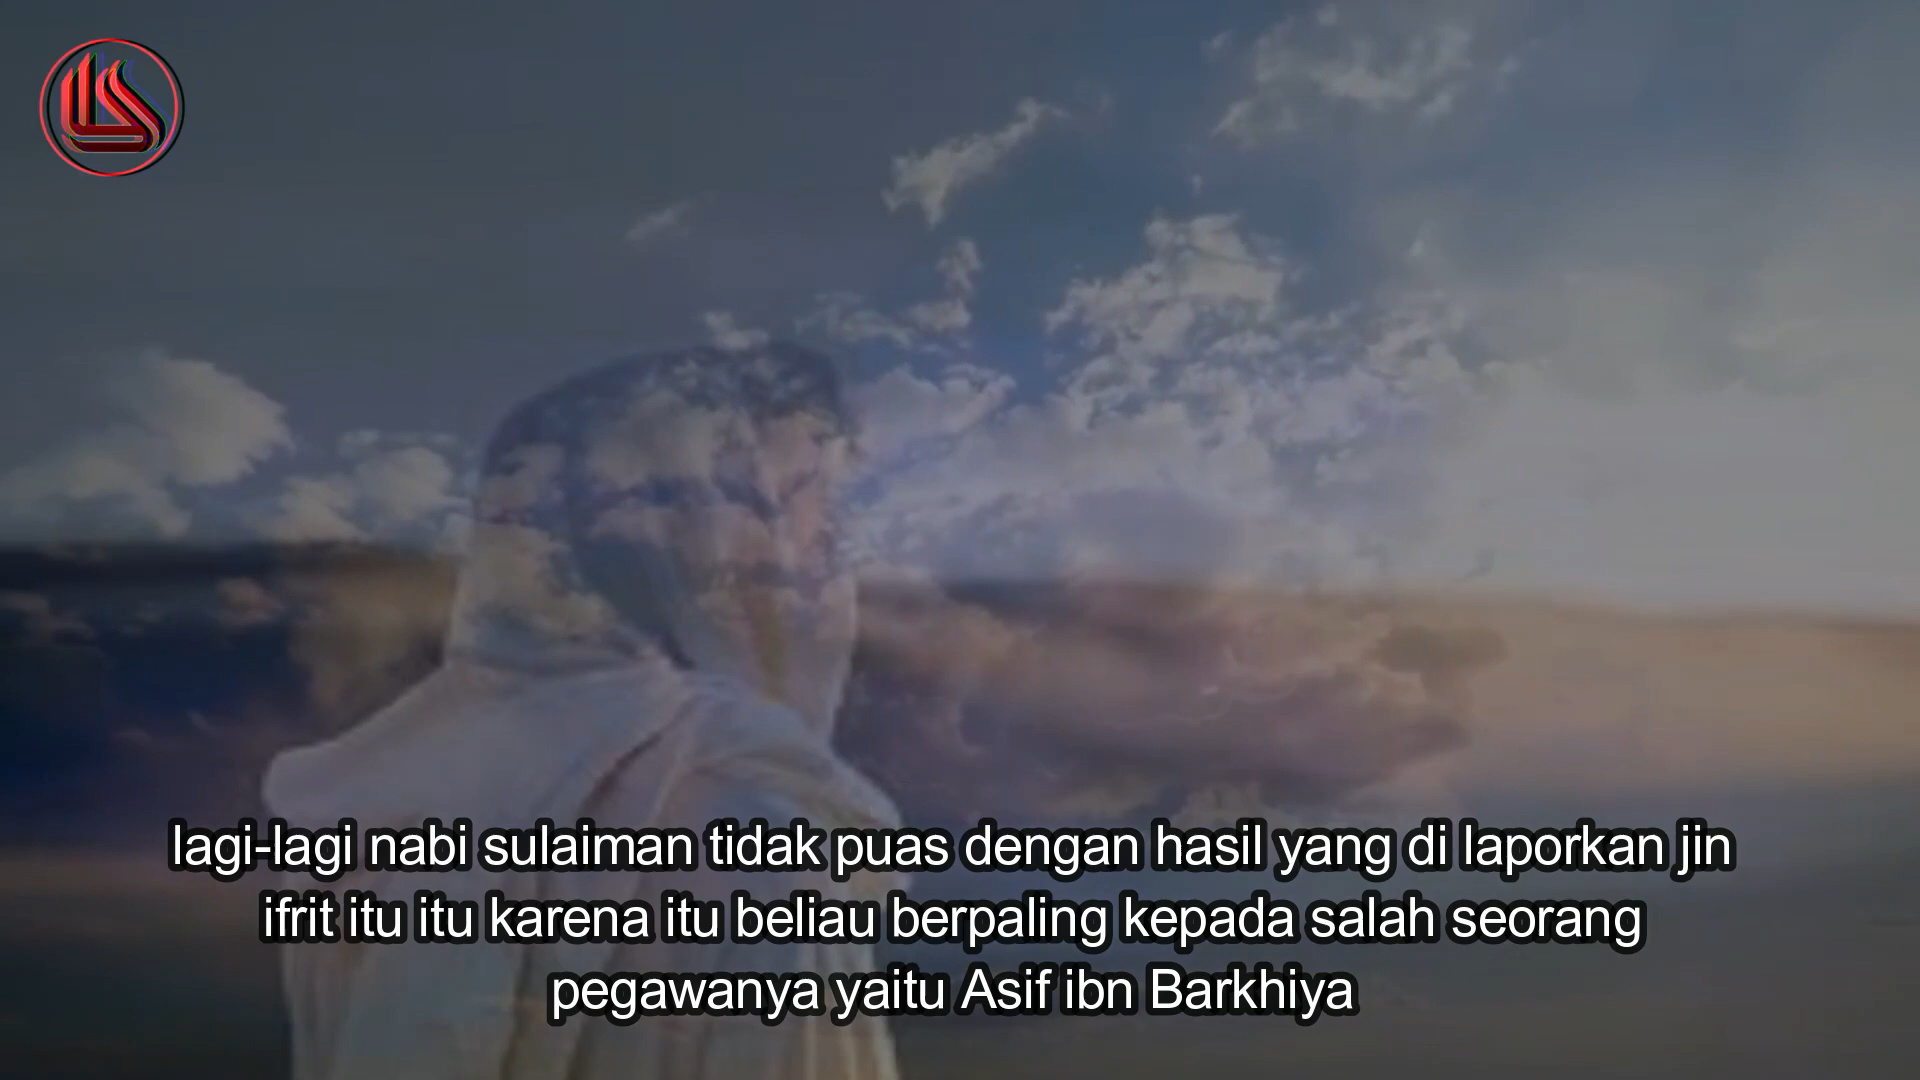 lagi-lagi nabi sulaiman tidak puas dengan hasil yang di laporkan jin
ifrit itu itu karena itu beliau berpaling kepada salah seorang
pegawanya yaitu Asif ibn Barkhiya